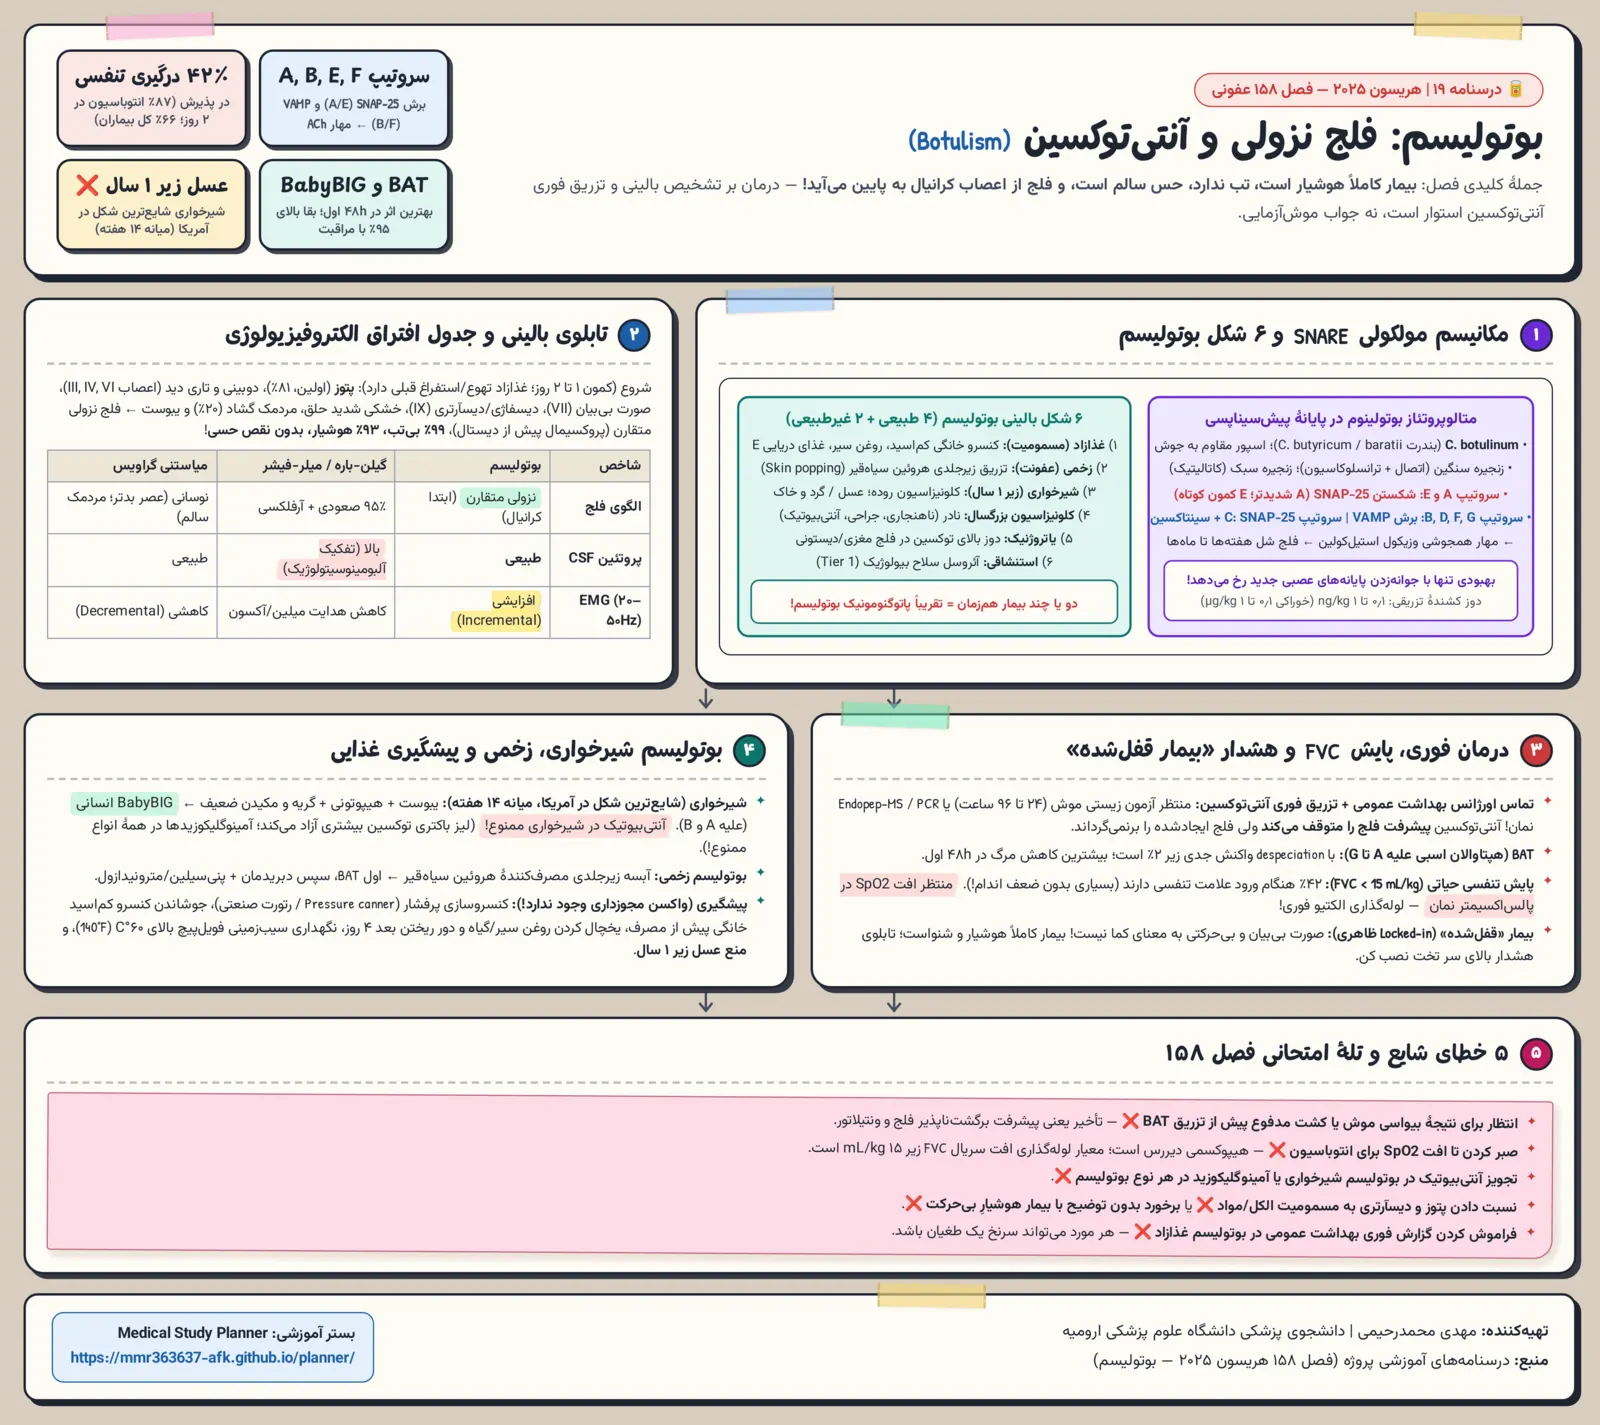 🥫 درسنامه ۱۹ | هریسون ۲۰۲۵ — فصل ۱۵۸ عفونی
بوتولیسم: فلج نزولی و آنتی‌توکسین (Botulism)
جملهٔ کلیدی فصل: بیمار کاملاً هوشیار است، تب ندارد، حس سالم است، و فلج از اعصاب کرانیال به پایین می‌آید! — درمان بر تشخیص بالینی و تزریق فوری
آنتی‌توکسین استوار است، نه جواب موش‌آزمایی.
سروتیپ A, B, E, F
برش SNAP-25 (A/E) و VAMP
(B/F) ← مهار ACh
۴۲٪ درگیری تنفسی
در پذیرش (۸۷٪ انتوباسیون در
۲ روز؛ ۶۶٪ کل بیماران)
BAT و BabyBIG
بهترین اثر در ۴۸h اول؛ بقا بالای
۹۵٪ با مراقبت
عسل زیر ۱ سال ❌
شیرخواری شایع‌ترین شکل در
آمریکا (میانه ۱۴ هفته)
۱ مکانیسم مولکولی SNARE و ۶ شکل بوتولیسم
متالوپروتئاز بوتولینوم در پایانهٔ پیش‌سیناپسی
• C. botulinum (بندرت C. butyricum / baratii)؛ اسپور مقاوم به جوش
• زنجیره سنگین (اتصال + ترانسلوکاسیون)؛ زنجیره سبک (کاتالیتیک)
• سروتیپ A و E: شکستن SNAP-25 (A شدیدتر؛ E کمون کوتاه)
• سروتیپ B, D, F, G: برش VAMP | سروتیپ C: SNAP-25 + سینتاکسین
← مهار همجوشی وزیکول استیل‌کولین ← فلج شل هفته‌ها تا ماه‌ها
بهبودی تنها با جوانه‌زدن پایانه‌های عصبی جدید رخ می‌دهد!
دوز کشندهٔ تزریقی: ۰٫۱ تا ۱ ng/kg (خوراکی ۰٫۱ تا ۱ µg/kg)
۶ شکل بالینی بوتولیسم (۴ طبیعی + ۲ غیرطبیعی)
۱) غذازاد (مسمومیت): کنسرو خانگی کم‌اسید، روغن سیر، غذای دریایی E
۲) زخمی (عفونت): تزریق زیرجلدی هروئین سیاه‌قیر (Skin popping)
۳) شیرخواری (زیر ۱ سال): کلونیزاسیون روده؛ عسل / گرد و خاک
۴) کلونیزاسیون بزرگسال: نادر (ناهنجاری، جراحی، آنتی‌بیوتیک)
۵) یاتروژنیک: دوز بالای توکسین در فلج مغزی/دیستونی
۶) استنشاقی: آئروسل سلاح بیولوژیک (Tier 1)
دو یا چند بیمار هم‌زمان = تقریباً پاتوگنومونیک بوتولیسم!
۲ تابلوی بالینی و جدول افتراق الکتروفیزیولوژی
شروع (کمون ۱ تا ۲ روز؛ غذازاد تهوع/استفراغ قبلی دارد): پتوز (اولین، ۸۱٪)، دوبینی و تاری دید (اعصاب III, IV, VI)،
صورت بی‌بیان (VII)، دیسفاژی/دیسآرتری (IX)، خشکی شدید حلق، مردمک گشاد (۲۰٪) و یبوست ← فلج نزولی
متقارن (پروکسیمال پیش از دیستال)، ۹۹٪ بی‌تب، ۹۳٪ هوشیار، بدون نقص حسی!
شاخص | بوتولیسم | گیلن-باره / میلر-فیشر | میاستنی گراویس
الگوی فلج | نزولی متقارن (ابتدا کرانیال) | ۹۵٪ صعودی + آرفلکسی | نوسانی (عصر بدتر؛ مردمک سالم)
پروتئین CSF | طبیعی | بالا (تفکیک آلبومینوسیتولوژیک) | طبیعی
EMG (۲۰–۵۰Hz) | افزایشی (Incremental) | کاهش هدایت میلین/آکسون | کاهشی (Decremental)
۳ درمان فوری، پایش FVC و هشدار «بیمار قفل‌شده»
✦ تماس اورژانس بهداشت عمومی + تزریق فوری آنتی‌توکسین: منتظر آزمون زیستی موش (۲۴ تا ۹۶ ساعت) یا Endopep-MS / PCR
نمان! آنتی‌توکسین پیشرفت فلج را متوقف می‌کند ولی فلج ایجادشده را برنمی‌گرداند.
✦ BAT (هپتاوالان اسبی علیه A تا G): با despeciation واکنش جدی زیر ۲٪ است؛ بیشترین کاهش مرگ در ۴۸h اول.
✦ پایش تنفسی حیاتی (FVC < 15 mL/kg): ۴۲٪ هنگام ورود علامت تنفسی دارند (بسیاری بدون ضعف اندام!). منتظر افت SpO2 در
پالس‌اکسیمتر نمان — لوله‌گذاری الکتیو فوری!
✦ بیمار «قفل‌شده» (Locked-in ظاهری): صورت بی‌بیان و بی‌حرکتی به معنای کما نیست! بیمار کاملاً هوشیار و شنواست؛ تابلوی
هشدار بالای سر تخت نصب کن.
۴ بوتولیسم شیرخواری، زخمی و پیشگیری غذایی
✦ شیرخواری (شایع‌ترین شکل در آمریکا، میانه ۱۴ هفته): یبوست + هیپوتونی + گریه و مکیدن ضعیف ← BabyBIG انسانی
(علیه A و B). آنتی‌بیوتیک در شیرخواری ممنوع! (لیز باکتری توکسین بیشتری آزاد می‌کند؛ آمینوگلیکوزیدها در همهٔ انواع
ممنوع!).
✦ بوتولیسم زخمی: آبسه زیرجلدی مصرف‌کنندهٔ هروئین سیاه‌قیر ← اول BAT، سپس دبریدمان + پنی‌سیلین/مترونیدازول.
✦ پیشگیری (واکسن مجوزداری وجود ندارد!): کنسروسازی پرفشار (Pressure canner / رتورت صنعتی)، جوشاندن کنسرو کم‌اسید
خانگی پیش از مصرف، یخچال کردن روغن سیر/گیاه و دور ریختن بعد ۴ روز، نگهداری سیب‌زمینی فویل‌پیچ بالای ۶۰°C (140°F)، و
منع عسل زیر ۱ سال.
۵ ۵ خطای شایع و تلهٔ امتحانی فصل ۱۵۸
✦ انتظار برای نتیجهٔ بیواسی موش یا کشت مدفوع پیش از تزریق BAT ❌ — تأخیر یعنی پیشرفت برگشت‌ناپذیر فلج و ونتیلاتور.
✦ صبر کردن تا افت SpO2 برای انتوباسیون ❌ — هیپوکسمی دیررس است؛ معیار لوله‌گذاری افت سریال FVC زیر ۱۵ mL/kg است.
✦ تجویز آنتی‌بیوتیک در بوتولیسم شیرخواری یا آمینوگلیکوزید در هر نوع بوتولیسم ❌.
✦ نسبت دادن پتوز و دیسآرتری به مسمومیت الکل/مواد ❌ یا برخورد بدون توضیح با بیمار هوشیارِ بی‌حرکت ❌.
✦ فراموش کردن گزارش فوری بهداشت عمومی در بوتولیسم غذازاد ❌ — هر مورد می‌تواند سرنخ یک طغیان باشد.
تهیه‌کننده: مهدی محمدرحیمی | دانشجوی پزشکی دانشگاه علوم پزشکی ارومیه
منبع: درسنامه‌های آموزشی پروژه (فصل ۱۵۸ هریسون ۲۰۲۵ — بوتولیسم)
بستر آموزشی: Medical Study Planner
https://mmr363637-afk.github.io/planner/